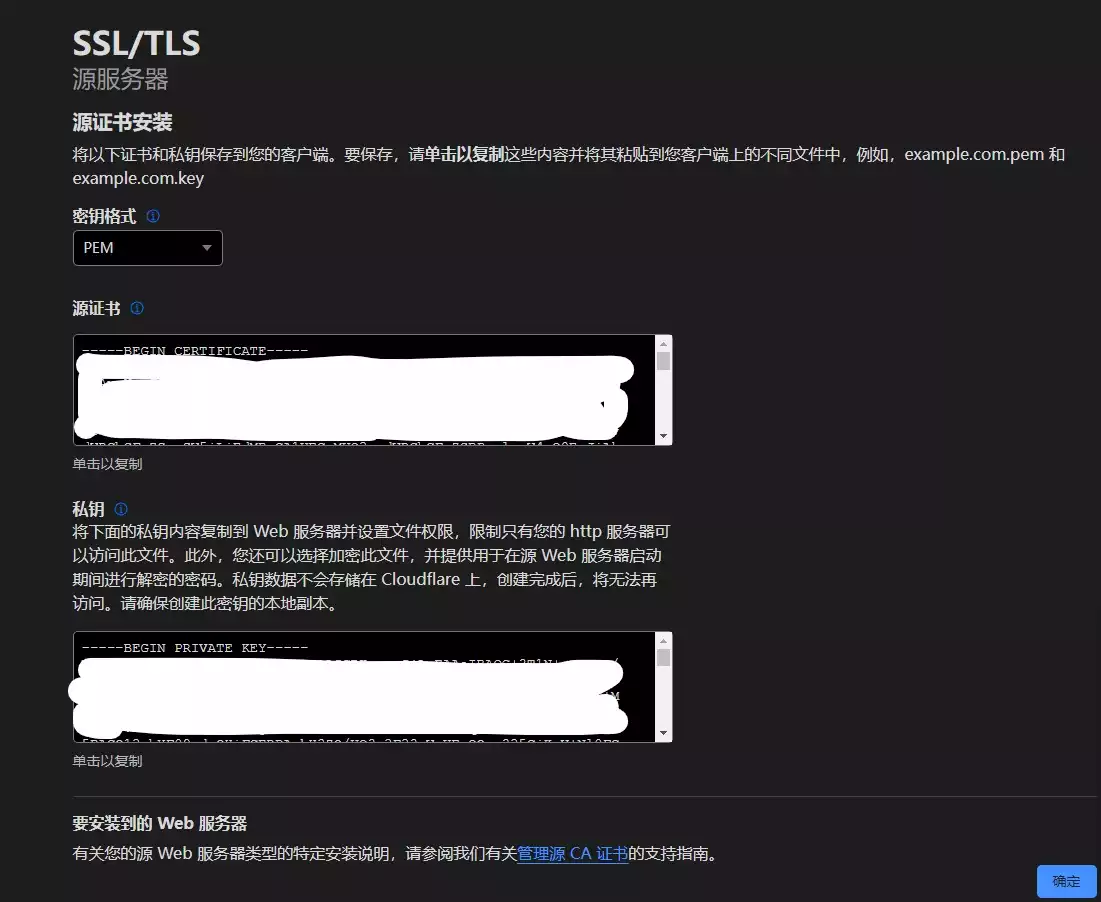 SSL/TLS
源服务器
源证书安装
将以下证书和私钥保存到您的客户端。要保存，请单击以复制这些内容并将其粘贴到您客户端上的不同文件中，例如，example.com.pem 和
example.com.key
密钥格式
PEM
源证书
-----BEGIN CERTIFICATE-----
单击以复制
私钥
将下面的私钥内容复制到 Web 服务器并设置文件权限，限制只有您的 http 服务器可
以访问此文件。此外，您还可以选择加密此文件，并提供用于在源 Web 服务器启动
期间进行解密的密码。私钥数据不会存储在 Cloudflare 上，创建完成后，将无法再
访问。请确保创建此密钥的本地副本。
-----BEGIN PRIVATE KEY-----
单击以复制
要安装到的 Web 服务器
有关您的源 Web 服务器类型的特定安装说明，请参阅我们有关管理源 CA 证书的支持指南。
确定